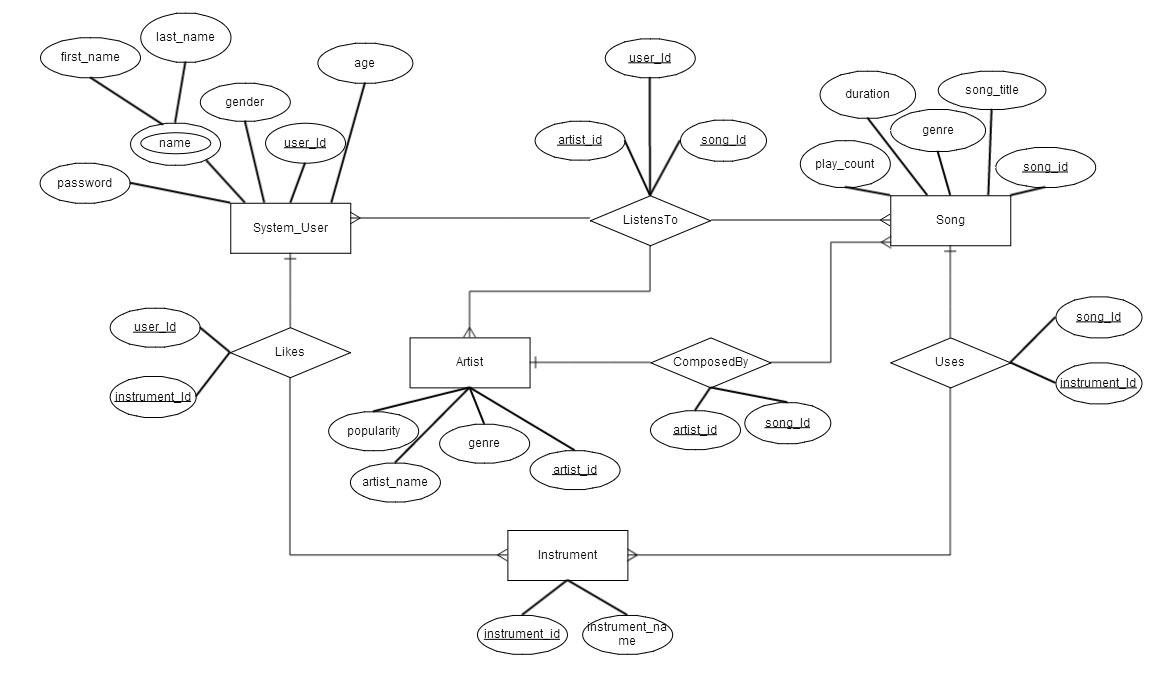 last_name
first_name
age
gender
name
user_Id
password
System_User
user_Id
artist_id
song_Id
ListensTo
duration
song_title
genre
play_count
song_id
Song
user_Id
instrument_Id
Likes
Artist
ComposedBy
Uses
song_Id
instrument_Id
popularity
genre
artist_name
artist_id
artist_id
song_Id
Instrument
instrument_id
instrument_na
me